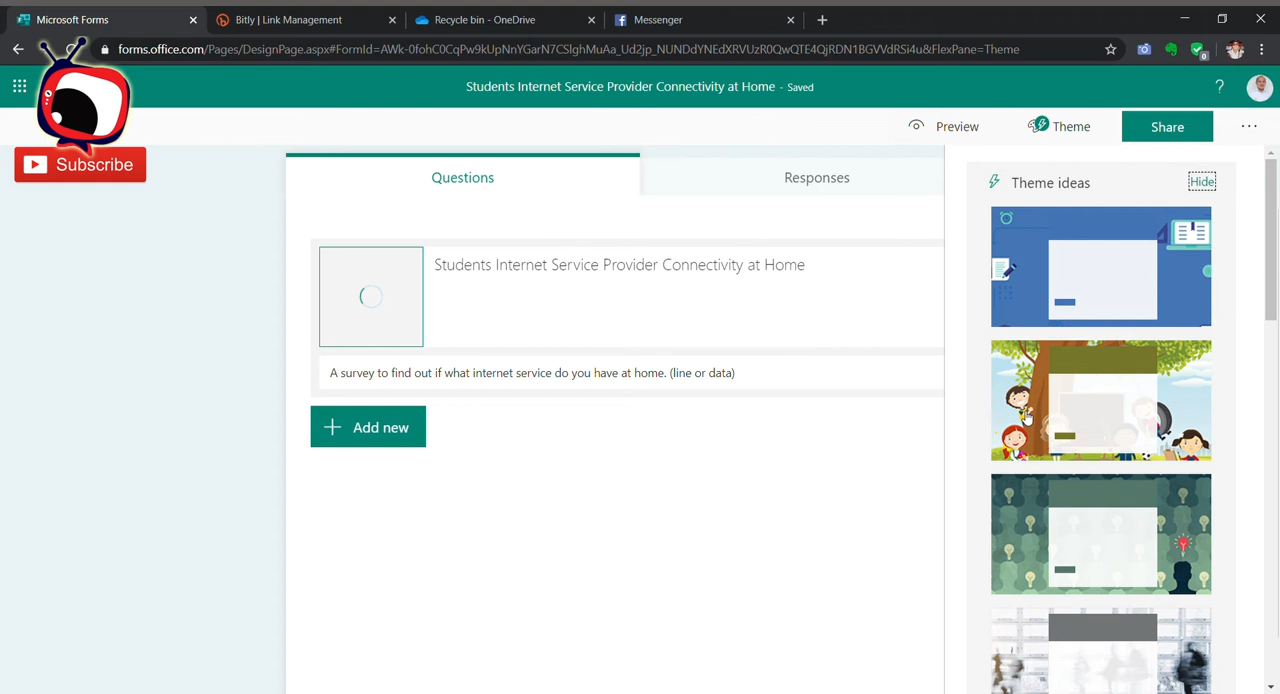 Microsoft Forms
Bitly | Link Management
Recycle bin - OneDrive
Messenger
forms.office.com/Pages/DesignPage.aspx#FormId=AWk-0fohC0CqPw9kUpNnYGarN7CSlghMuAa_Ud2jp_NUNDdYNEdXRVUzR0QwQTE4QjRDN1BGVVdRSi4u&FlexPane=Theme
0
Students Internet Service Provider Connectivity at Home - Saved
?
Preview
Theme
Share
Subscribe
Questions
Responses
Theme ideas
Hide
Students Internet Service Provider Connectivity at Home
A survey to find out if what internet service do you have at home. (line or data)
Add new